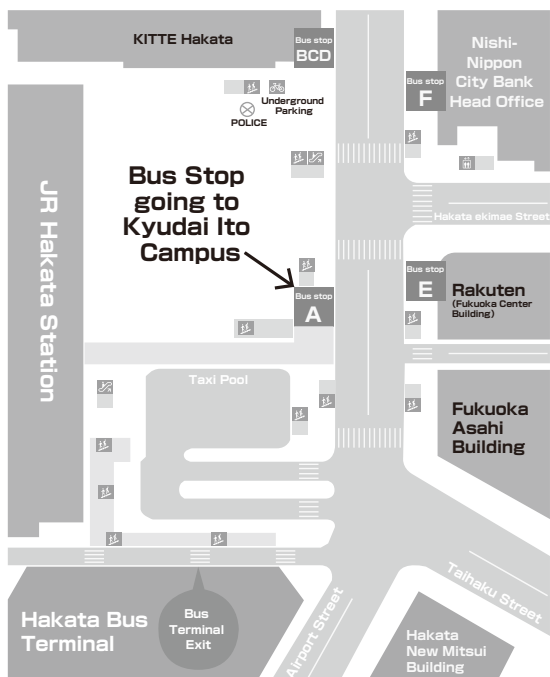 KITTE Hakata
Bus stop
BCD
Nishi-
Nippon
City Bank
Head Office
Bus stop
F
Underground
Parking
POLICE
Bus Stop
going to
Kyudai Ito
Campus
JR Hakata Station
Hakata ekimae Street
Bus stop
A
Bus stop
E
Rakuten
(Fukuoka Center
Building)
Taxi Pool
Fukuoka
Asahi
Building
Taihaku Street
Airport Street
Hakata Bus
Terminal
Bus
Terminal
Exit
Hakata
New Mitsui
Building